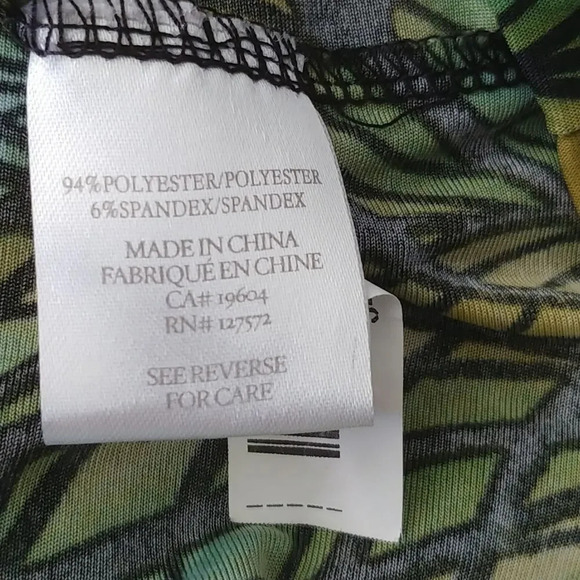 94%POLYESTER/POLYESTER
6%SPANDEX/SPANDEX
MADE IN CHINA
FABRIQUÉ EN CHINE
CA# 19604
RN# 127572
SEE REVERSE
FOR CARE